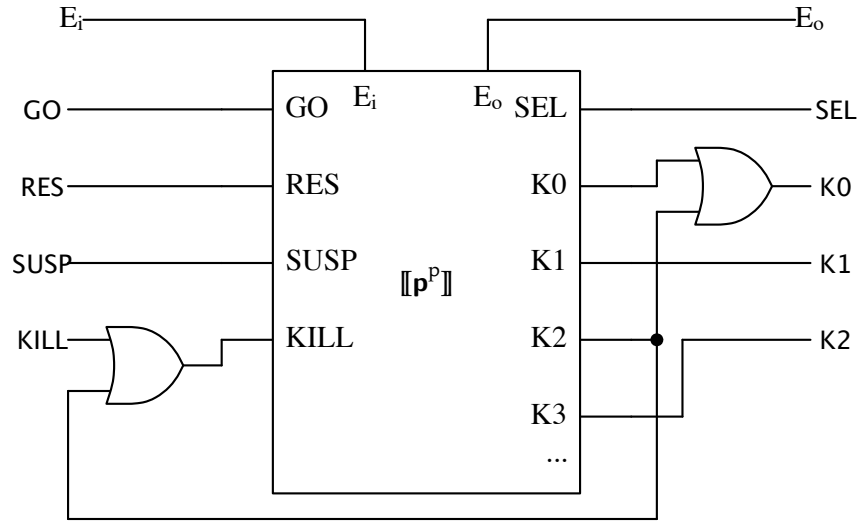 Ei Eo
GO GO Ei Eo SEL SEL
RES RES K0 K0
SUSP SUSP ⟦p^p⟧ K1 K1
KILL KILL K2 K2
K3
...